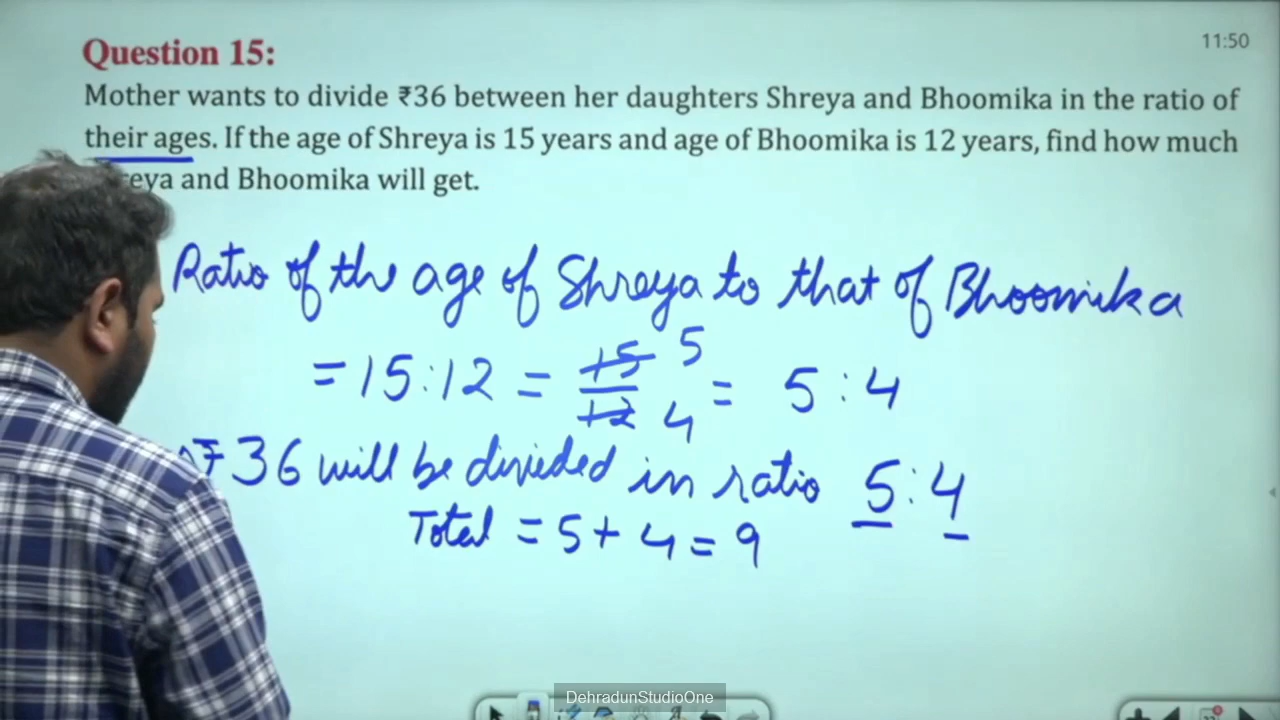 11:50
Question 15:
Mother wants to divide ₹36 between her daughters Shreya and Bhoomika in the ratio of
their ages. If the age of Shreya is 15 years and age of Bhoomika is 12 years, find how much
reya and Bhoomika will get.
Ratio of the age of Shreya to that of Bhoomika
= 15:12 = 15/12 5/4 = 5:4
₹36 will be divided in ratio 5:4
Total = 5+4=9
DehradunStudioOne